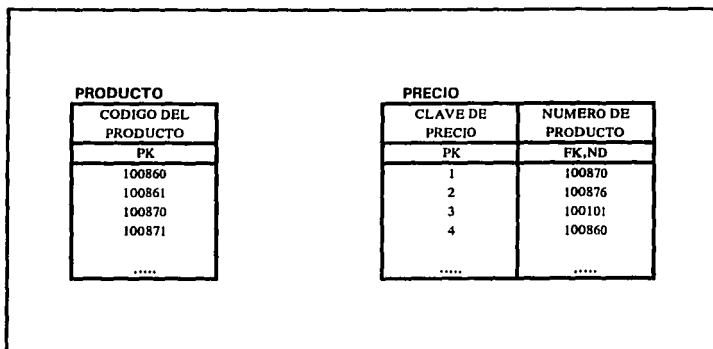 PRODUCTO
CODIGO DEL
PRODUCTO
PK
100860
100861
100870
100871
.....
PRECIO
CLAVE DE NUMERO DE
PRECIO PRODUCTO
PK FK,ND
1 100870
2 100876
3 100101
4 100860
..... .....